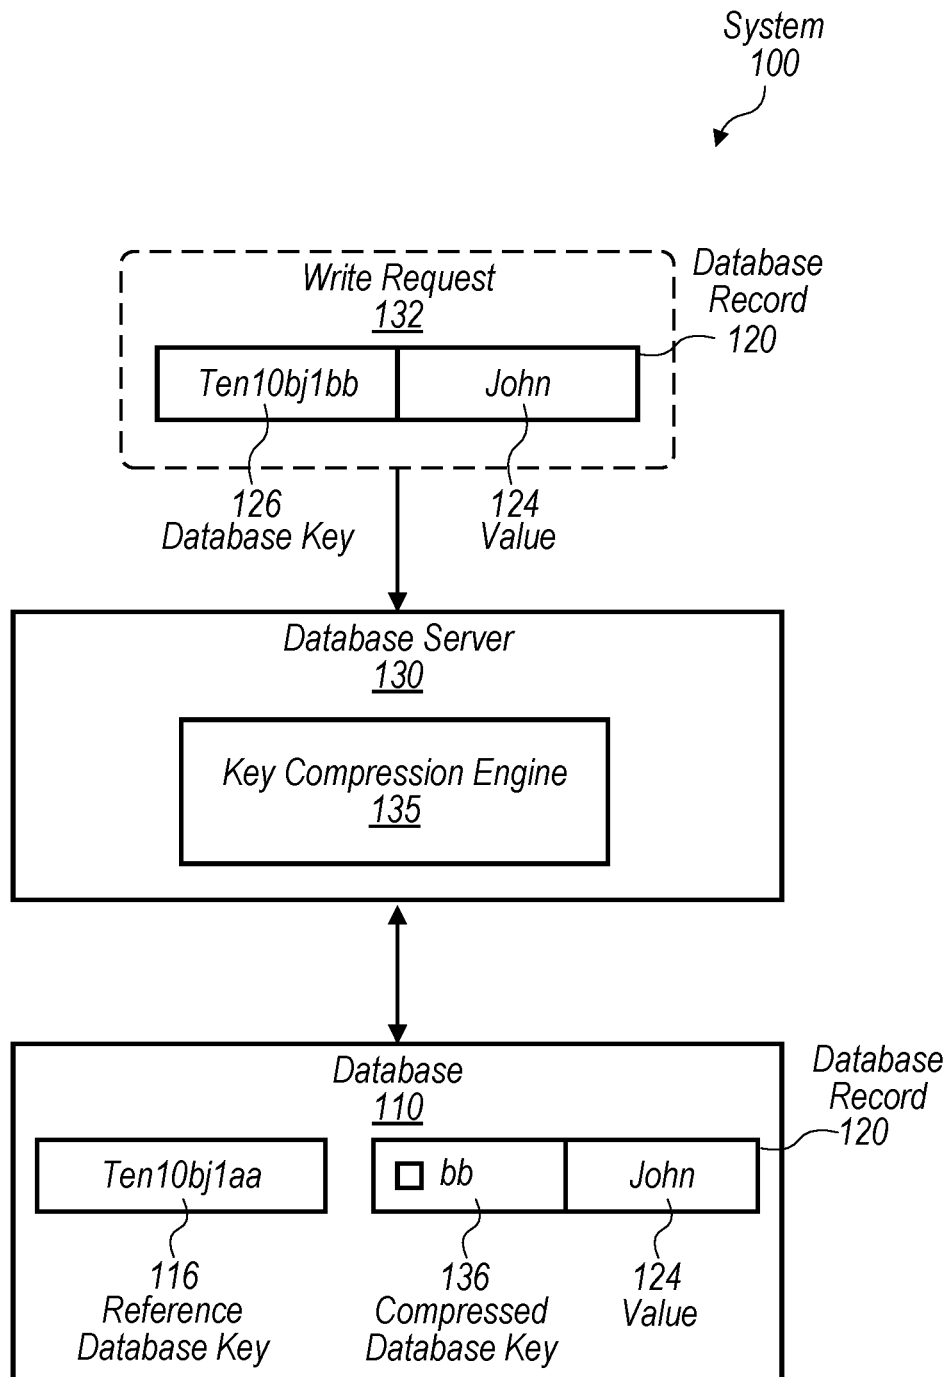 System
100
Write Request
132
Database
Record
120
Ten10bj1bb
John
126
Database Key
124
Value
Database Server
130
Key Compression Engine
135
Database
110
Database
Record
120
Ten10bj1aa
bb
John
116
Reference
Database Key
136
Compressed
Database Key
124
Value